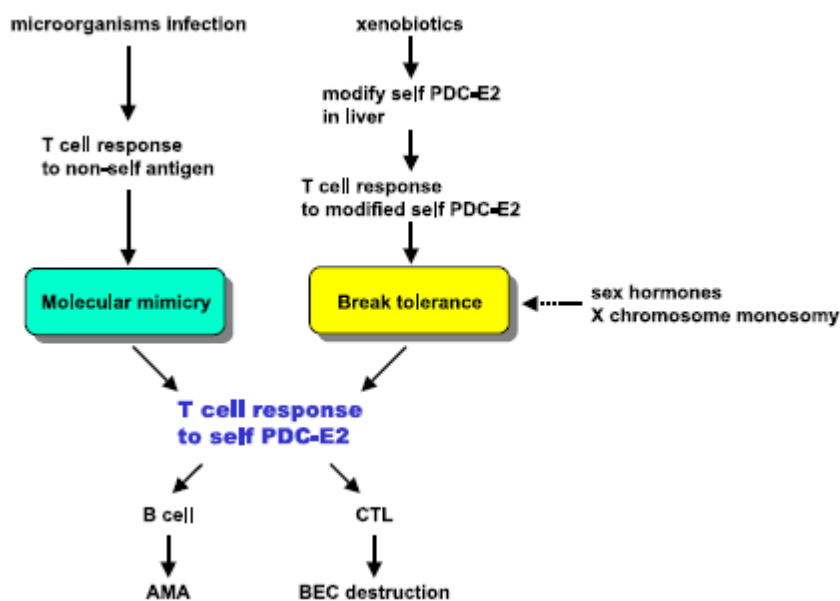 microorganisms infection
xenobiotics
modify self PDC-E2
in liver
T cell response
to non-self antigen
T cell response
to modified self PDC-E2
Molecular mimicry
Break tolerance
sex hormones
X chromosome monosomy
T cell response
to self PDC-E2
B cell
CTL
AMA
BEC destruction